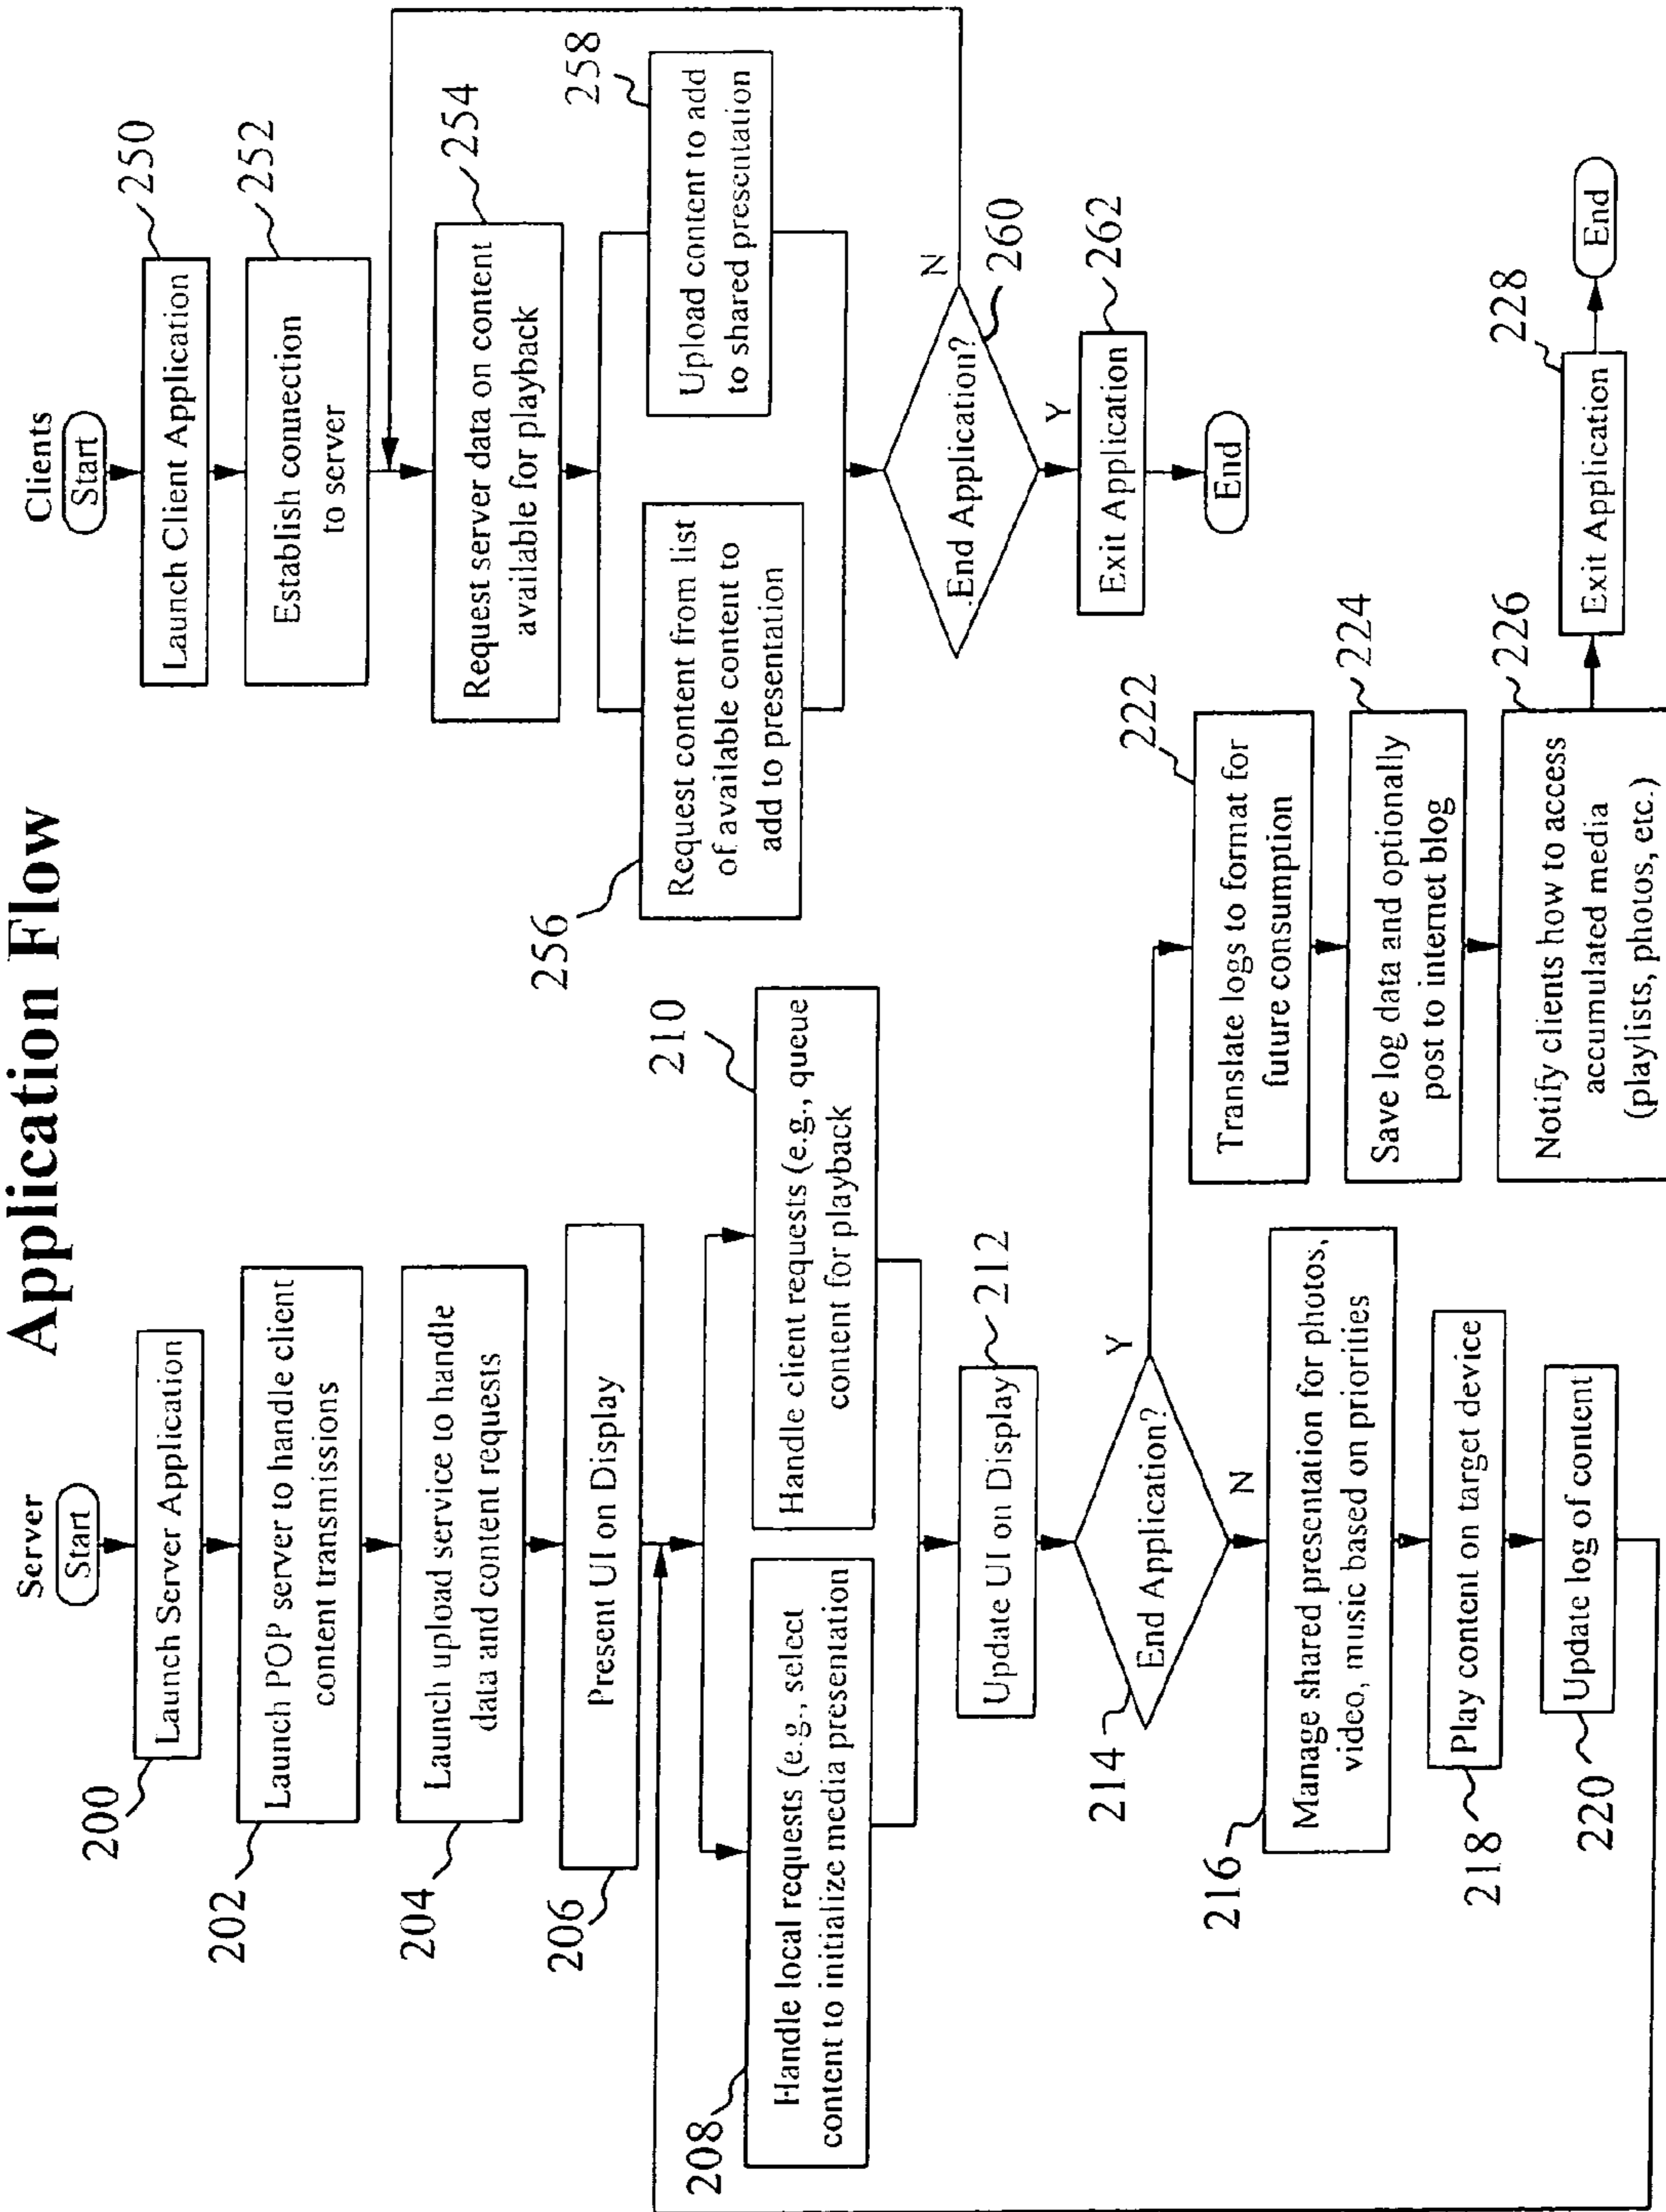 Application Flow
Server
Start
200
Launch Server Application
202
Launch POP server to handle client
content transmissions
204
Launch upload service to handle
data and content requests
206
Present UI on Display
208
Handle local requests (e.g., select
content to initialize media presentation
210
Handle client requests (e.g., queue
content for playback
Update UI on Display
212
214
End Application?
Y
N
216
Manage shared presentation for photos,
video, music based on priorities
218
Play content on target device
220
Update log of content
222
Translate logs to format for
future consumption
224
Save log data and optionally
post to internet blog
226
Notify clients how to access
accumulated media
(playlists, photos, etc.)
228
Exit Application
End
Clients
Start
250
Launch Client Application
252
Establish connection
to server
254
Request server data on content
available for playback
256
Request content from list
of available content to
add to presentation
258
Upload content to add
to shared presentation
260
End Application?
N
Y
262
Exit Application
End